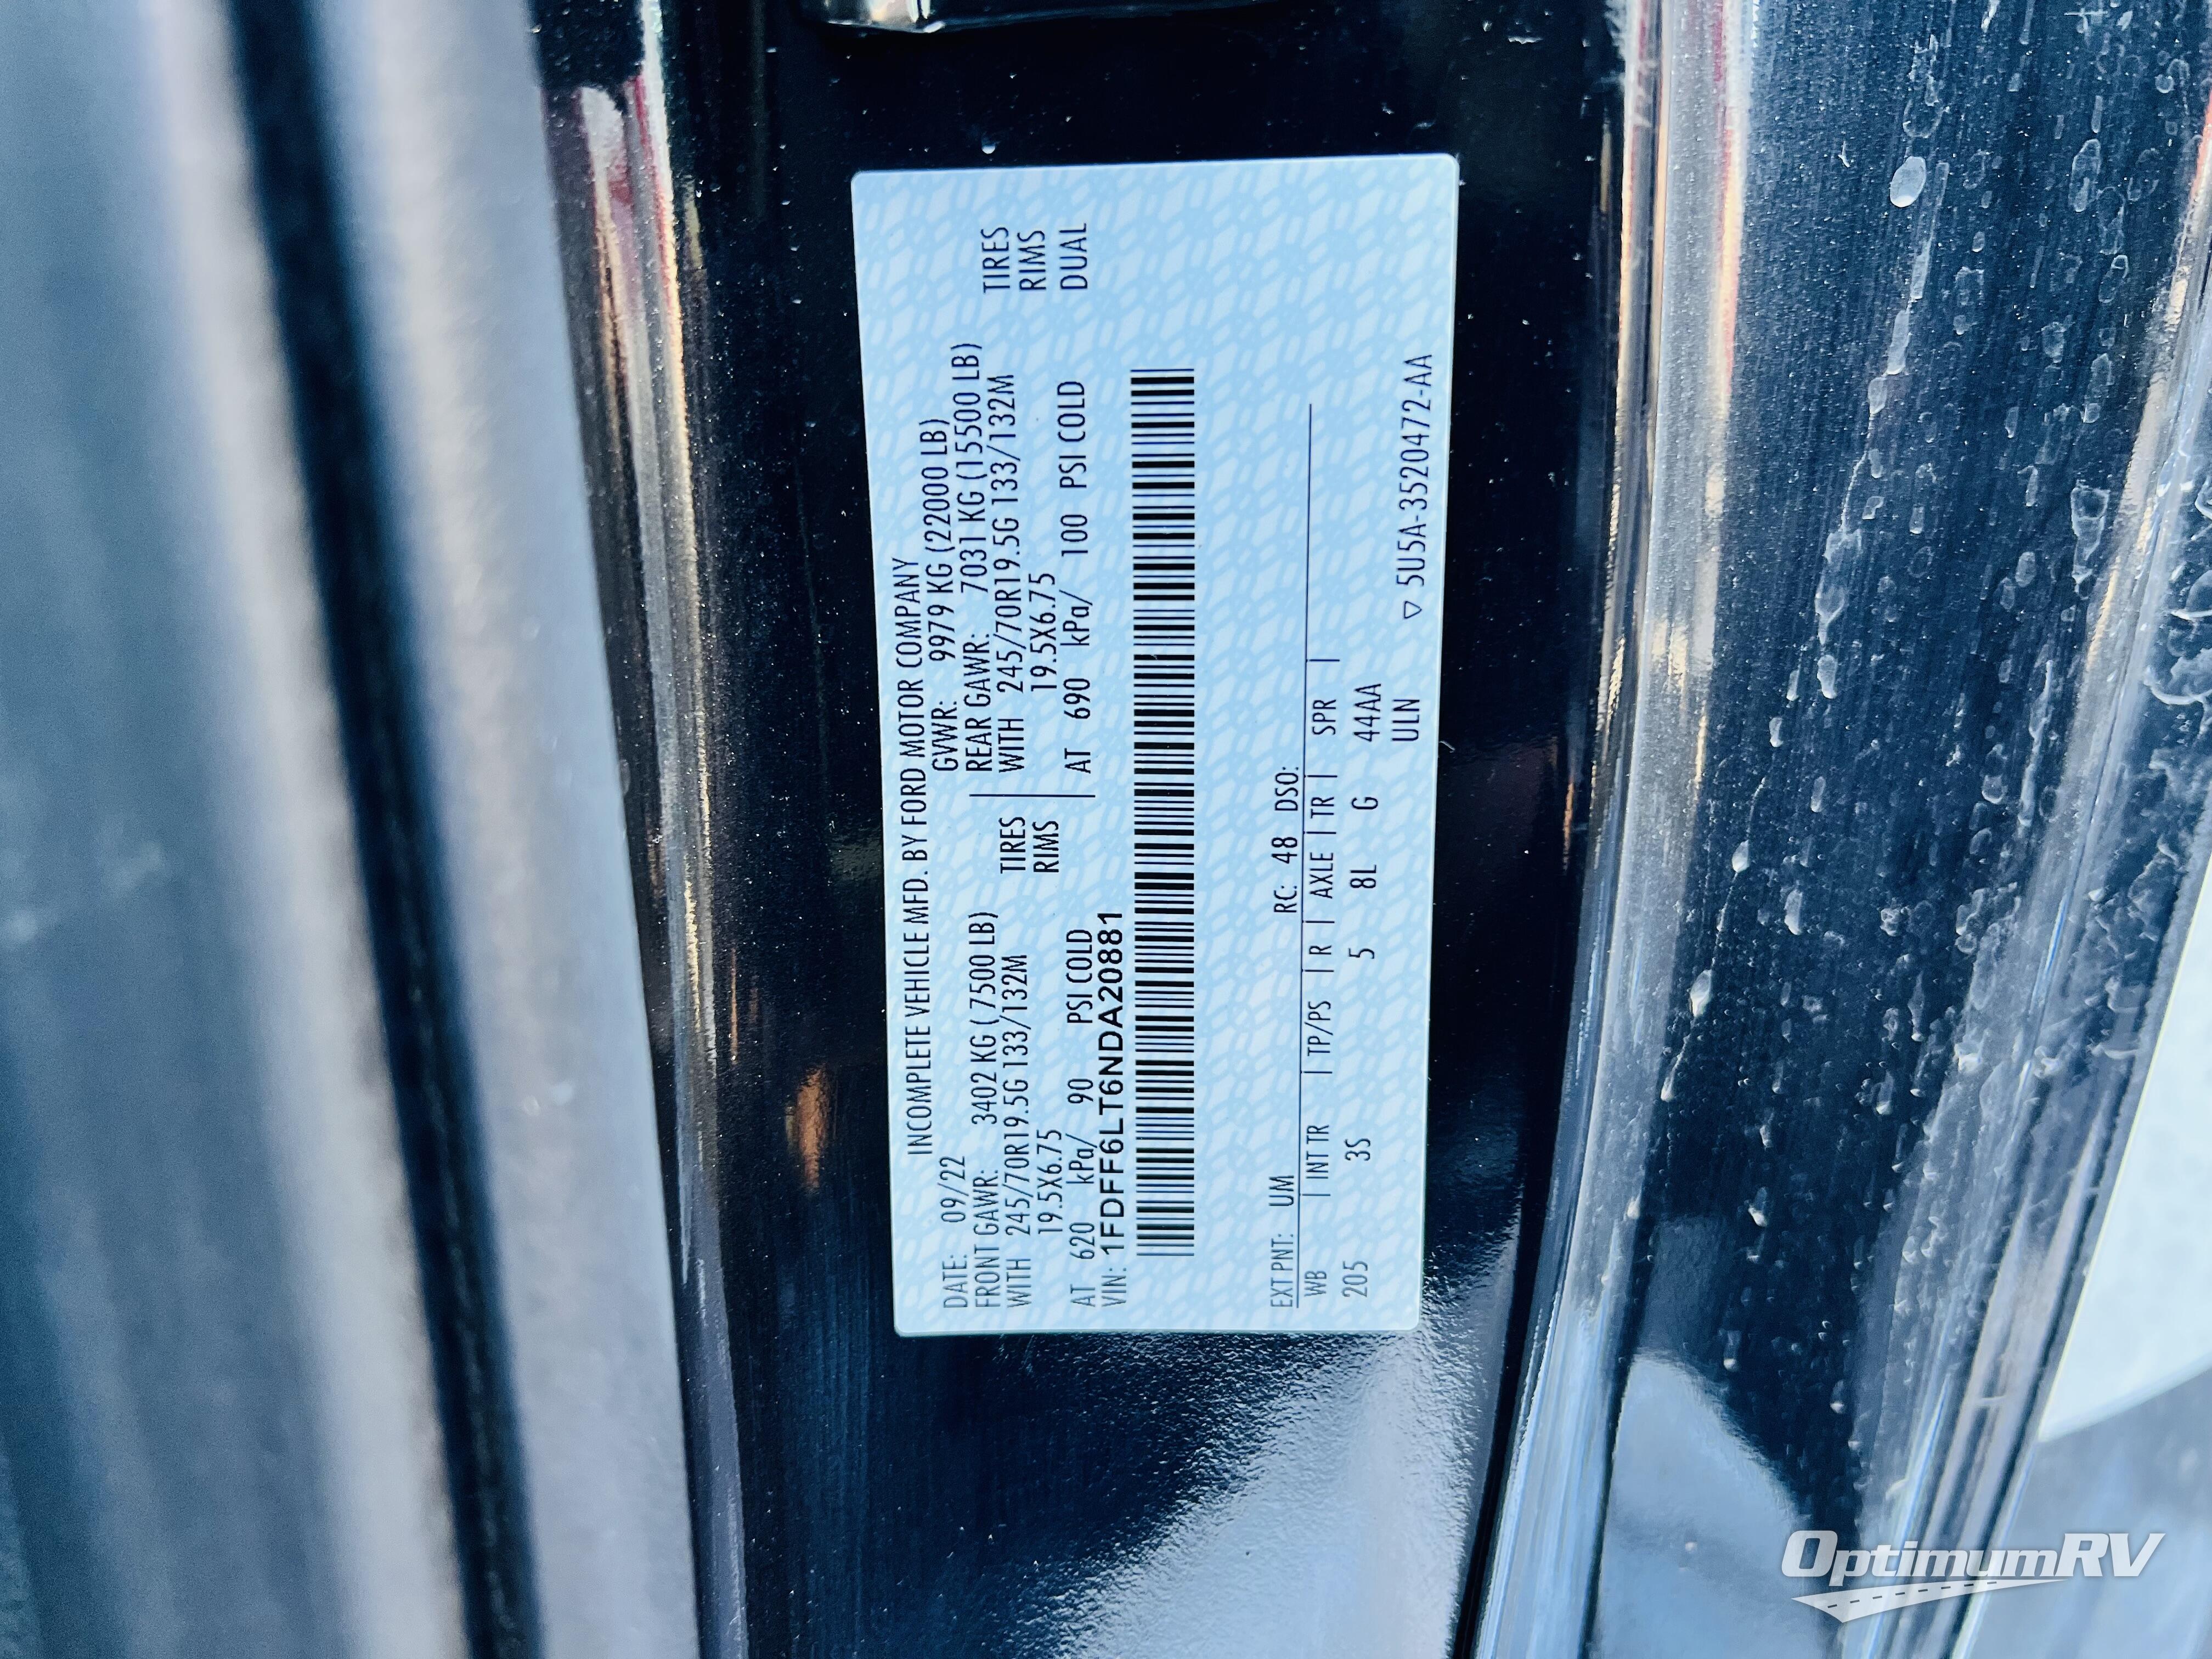 INCOMPLETE VEHICLE MFD. BY FORD MOTOR COMPANY
DATE: 09/22 GVWR: 9979 KG (22000 LB)
FRONT GAWR: 3402 KG ( 7500 LB) REAR GAWR: 7031 KG (15500 LB)
WITH 245/70R19.5G 133/132M TIRES WITH 245/70R19.5G 133/132M TIRES
19.5X6.75 RIMS 19.5X6.75 RIMS
AT 620 kPa/ 90 PSI COLD AT 690 kPa/ 100 PSI COLD DUAL
VIN: 1FDFF6LT6NDA20881
EXT PNT: UM RC: 48 DSO:
WB | INT TR | TP/PS | R | AXLE | TR | SPR |
205 3S 5 8L G 44AA
ULN
▽ 5U5A-3520472-AA
OptimumRV